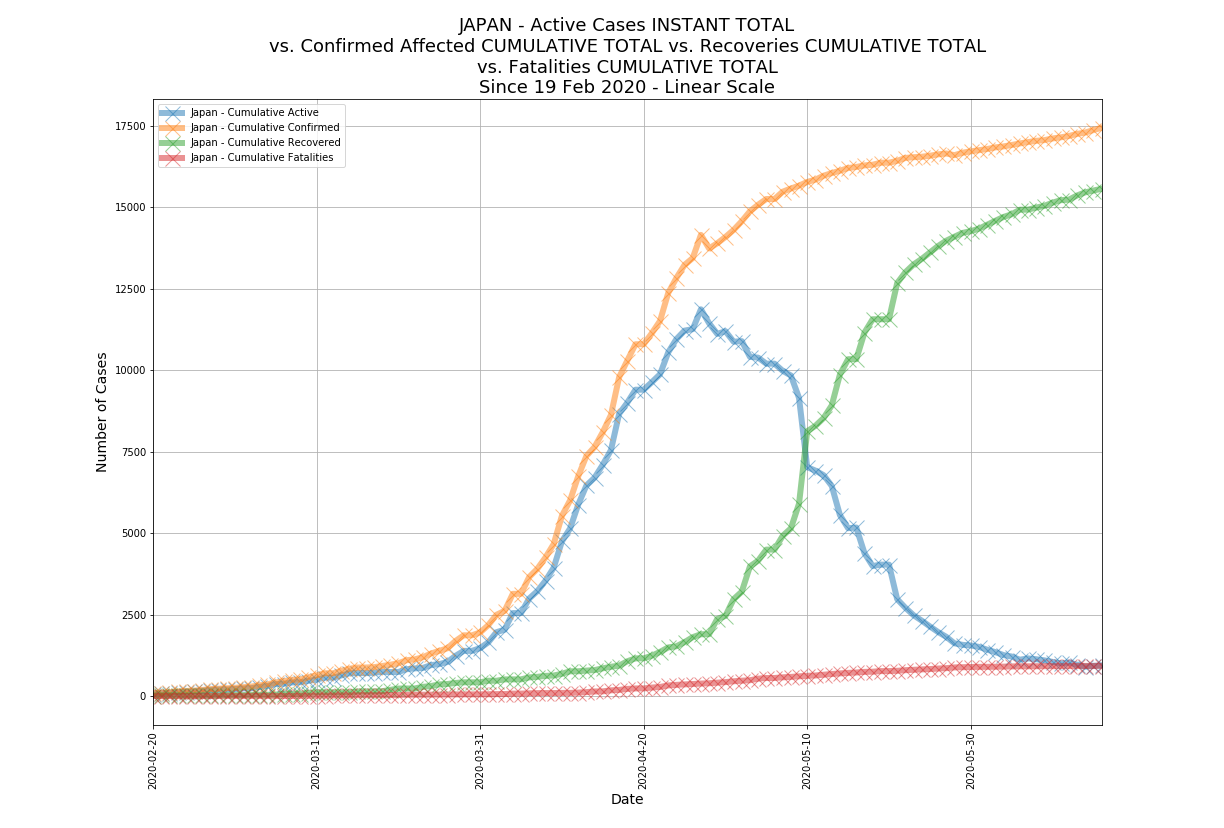 JAPAN - Active Cases INSTANT TOTAL
vs. Confirmed Affected CUMULATIVE TOTAL vs. Recoveries CUMULATIVE TOTAL
vs. Fatalities CUMULATIVE TOTAL
Since 19 Feb 2020 - Linear Scale
Japan - Cumulative Active
Japan - Cumulative Confirmed
Japan - Cumulative Recovered
Japan - Cumulative Fatalities
Number of Cases
17500
15000
12500
10000
7500
5000
2500
0
2020-02-20
2020-03-11
2020-03-31
2020-04-20
2020-05-10
2020-05-30
Date